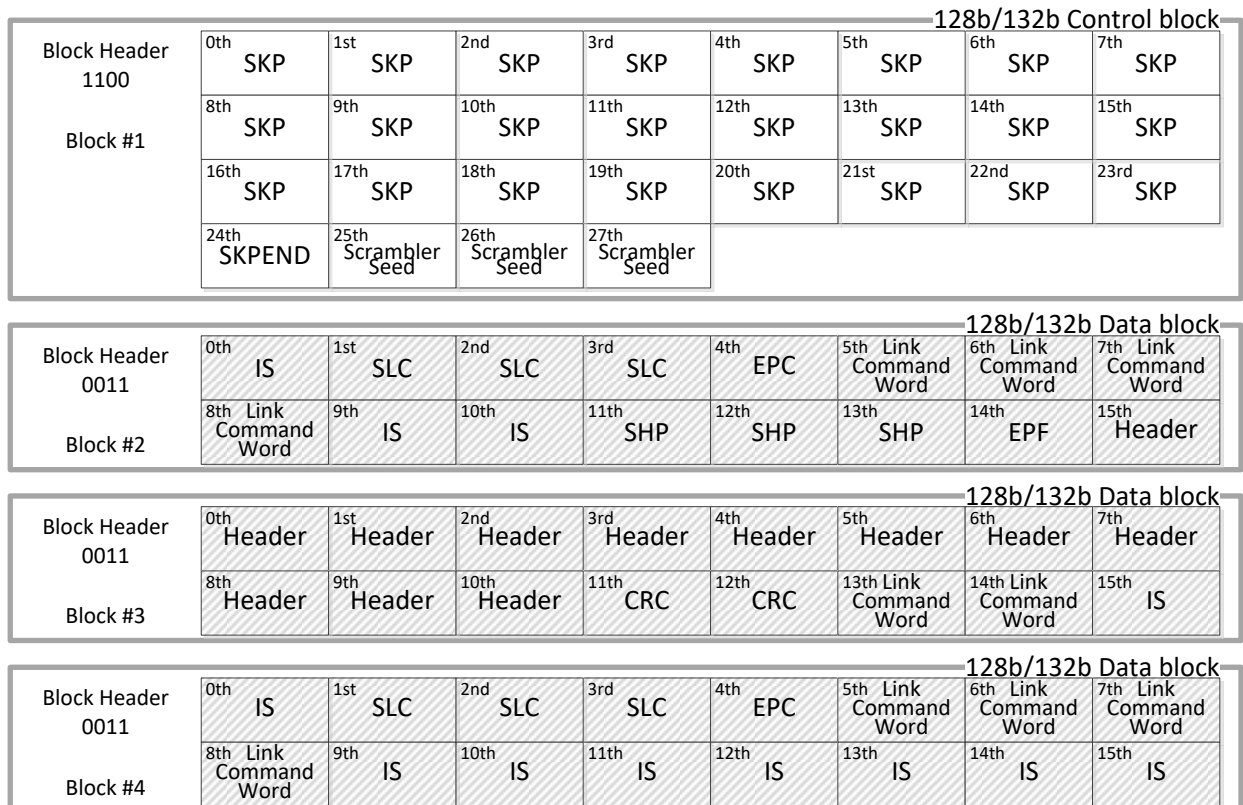 128b/132b Control block
Block Header
1100
Block #1
0th SKP 1st SKP 2nd SKP 3rd SKP 4th SKP 5th SKP 6th SKP 7th SKP
8th SKP 9th SKP 10th SKP 11th SKP 12th SKP 13th SKP 14th SKP 15th SKP
16th SKP 17th SKP 18th SKP 19th SKP 20th SKP 21st SKP 22nd SKP 23rd SKP
24th SKPEND 25th Scrambler Seed 26th Scrambler Seed 27th Scrambler Seed
128b/132b Data block
Block Header
0011
Block #2
0th IS 1st SLC 2nd SLC 3rd SLC 4th EPC 5th Link Command Word 6th Link Command Word 7th Link Command Word
8th Link Command Word 9th IS 10th IS 11th SHP 12th SHP 13th SHP 14th EPF 15th Header
128b/132b Data block
Block Header
0011
Block #3
0th Header 1st Header 2nd Header 3rd Header 4th Header 5th Header 6th Header 7th Header
8th Header 9th Header 10th Header 11th CRC 12th CRC 13th Link Command Word 14th Link Command Word 15th IS
128b/132b Data block
Block Header
0011
Block #4
0th IS 1st SLC 2nd SLC 3rd SLC 4th EPC 5th Link Command Word 6th Link Command Word 7th Link Command Word
8th Link Command Word 9th IS 10th IS 11th IS 12th IS 13th IS 14th IS 15th IS